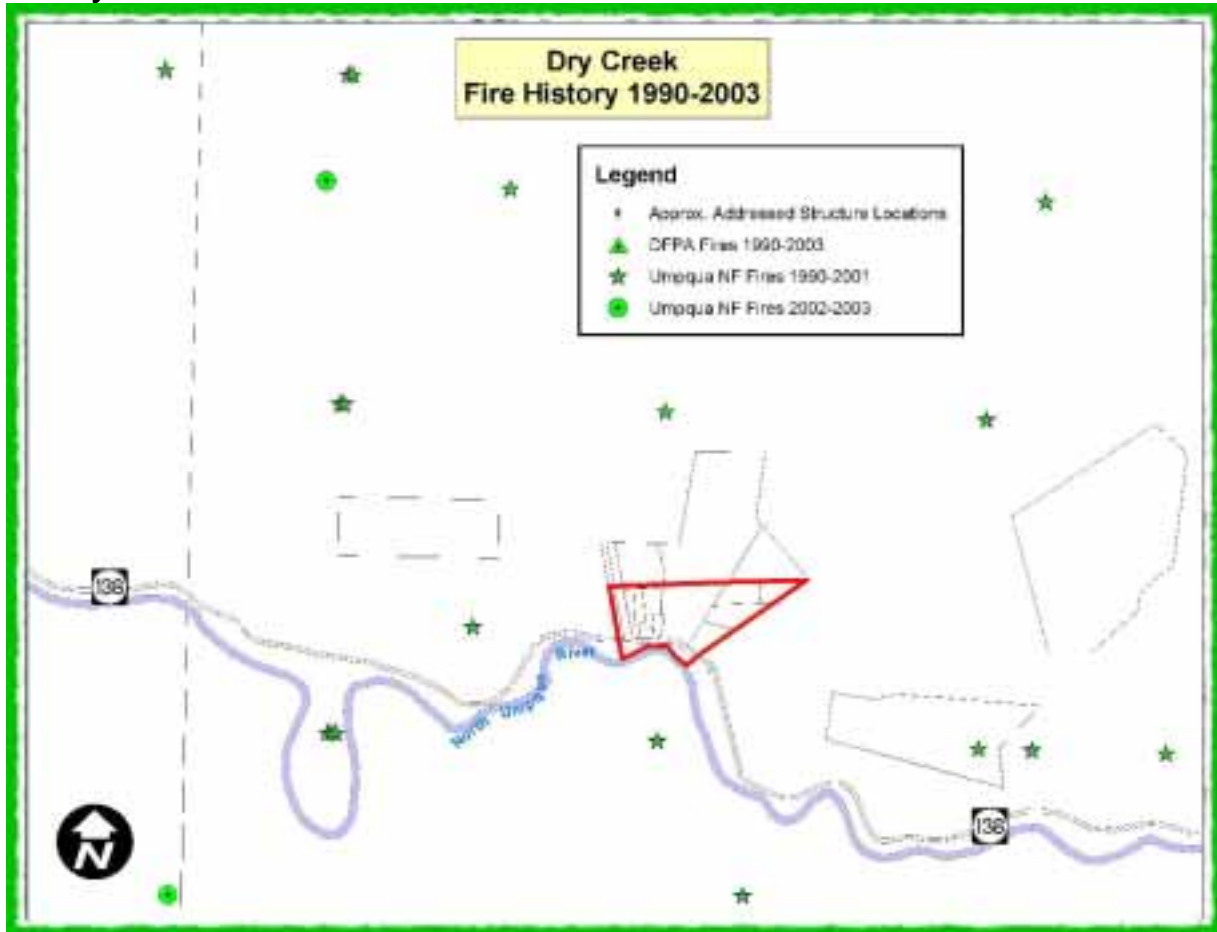 Dry Creek
Fire History 1990-2003
Legend
Approx. Addressed Structure Locations
DFPA Fires 1990-2003
Umpqua NF Fires 1990-2001
Umpqua NF Fires 2002-2003
138
North Umpqua River
138
N